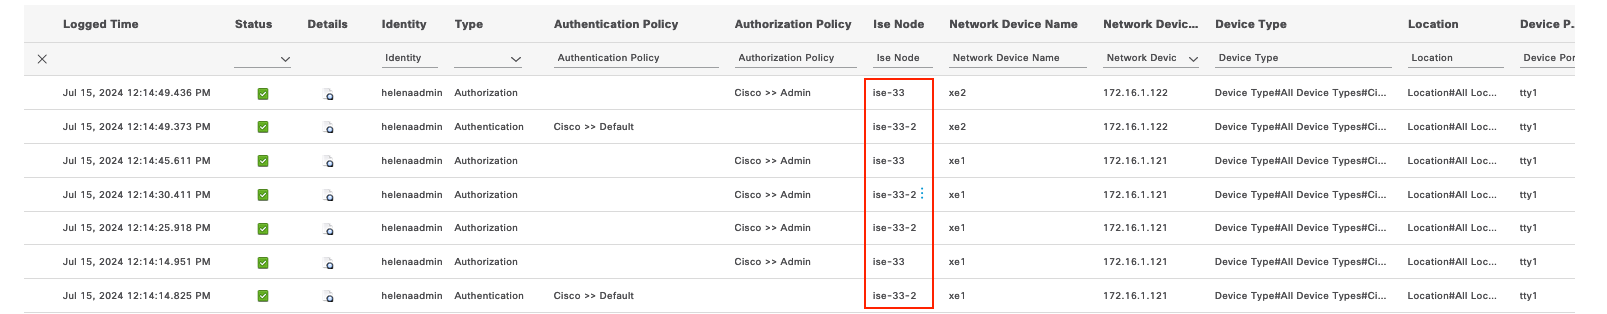 Logged Time Status Details Identity Type Authentication Policy Authorization Policy Ise Node Network Device Name Network Devic... Device Type Location Device P...
Identity Authentication Policy Authorization Policy Ise Node Network Device Name Network Devic Device Type Location Device Por
Jul 15, 2024 12:14:49.436 PM helenaadmin Authorization Cisco >> Admin ise-33 xe2 172.16.1.122 Device Type#All Device Types#Ci... Location#All Loc... tty1
Jul 15, 2024 12:14:49.373 PM helenaadmin Authentication Cisco >> Default ise-33-2 xe2 172.16.1.122 Device Type#All Device Types#Ci... Location#All Loc... tty1
Jul 15, 2024 12:14:45.611 PM helenaadmin Authorization Cisco >> Admin ise-33 xe1 172.16.1.121 Device Type#All Device Types#Ci... Location#All Loc... tty1
Jul 15, 2024 12:14:30.411 PM helenaadmin Authorization Cisco >> Admin ise-33-2 xe1 172.16.1.121 Device Type#All Device Types#Ci... Location#All Loc... tty1
Jul 15, 2024 12:14:25.918 PM helenaadmin Authorization Cisco >> Admin ise-33-2 xe1 172.16.1.121 Device Type#All Device Types#Ci... Location#All Loc... tty1
Jul 15, 2024 12:14:14.951 PM helenaadmin Authorization Cisco >> Admin ise-33 xe1 172.16.1.121 Device Type#All Device Types#Ci... Location#All Loc... tty1
Jul 15, 2024 12:14:14.825 PM helenaadmin Authentication Cisco >> Default ise-33-2 xe1 172.16.1.121 Device Type#All Device Types#Ci... Location#All Loc... tty1